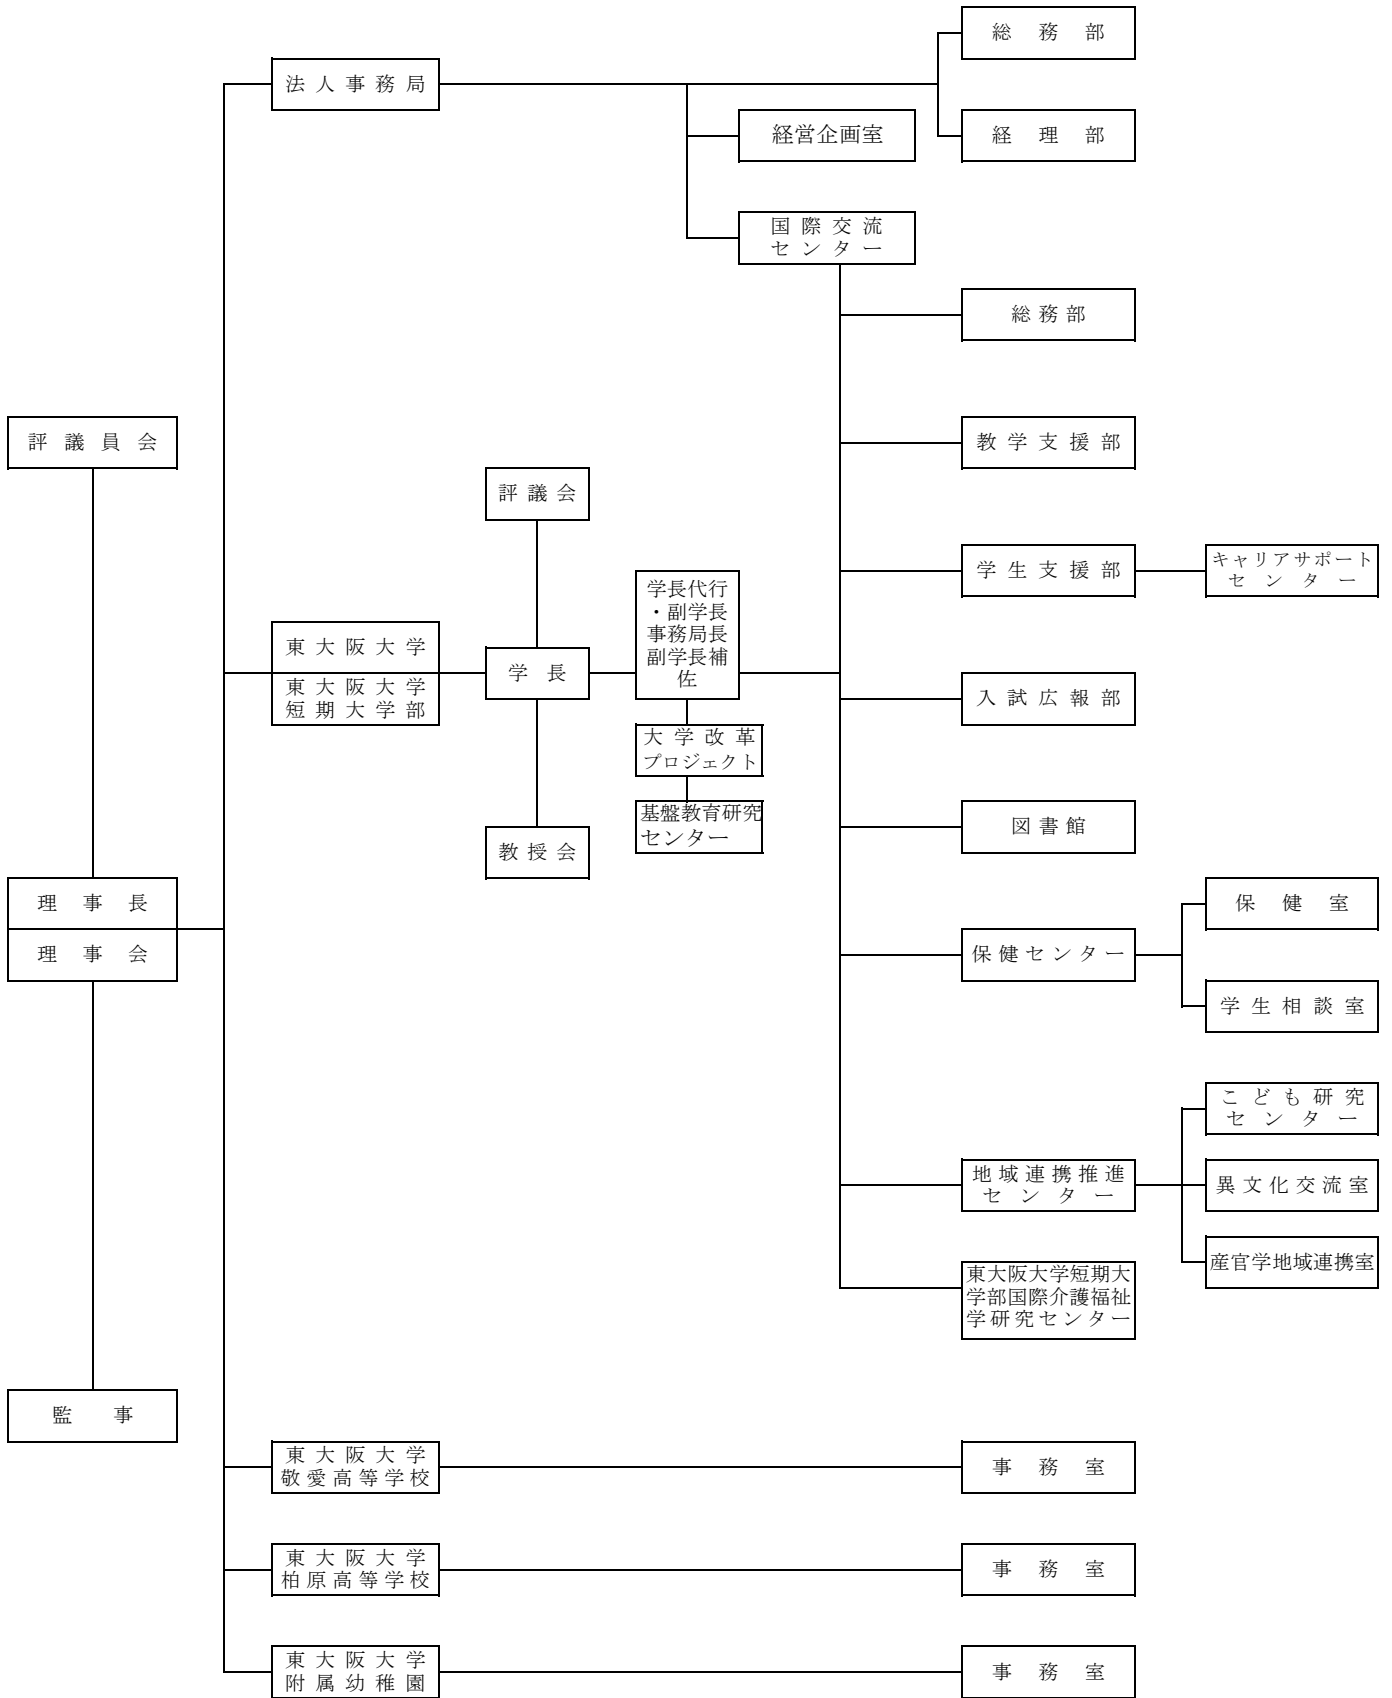 総務部
法人事務局
経営企画室
経理部
国際交流
センター
総務部
評議員会
教学支援部
評議会
学生支援部
キャリアサポート
センター
学長代行
・副学長
事務局長
副学長補
佐
東大阪大学
東大阪大学
短期大学部
学長
入試広報部
大学改革
プロジェクト
基盤教育研究
センター
図書館
教授会
理事長
理事会
保健センター
保健室
学生相談室
こども研究
センター
地域連携推進
センター
異文化交流室
産官学地域連携室
東大阪大学短期大
学部国際介護福祉
学研究センター
監事
東大阪大学
敬愛高等学校
事務室
東大阪大学
柏原高等学校
事務室
東大阪大学
附属幼稚園
事務室